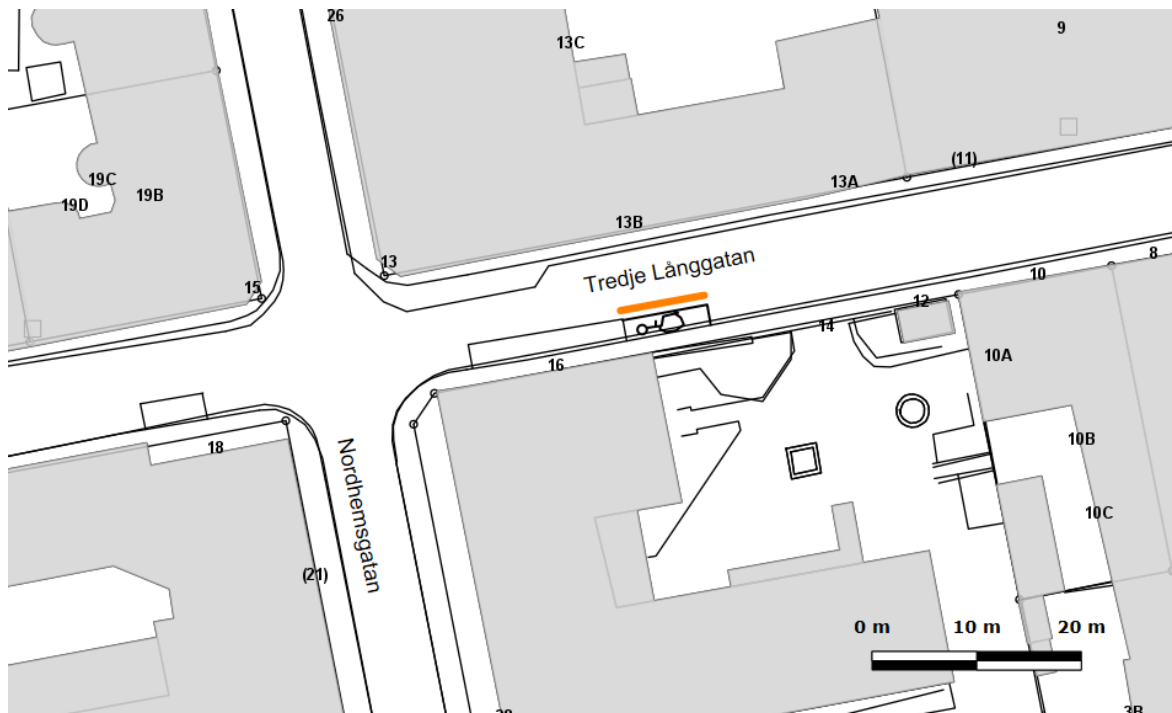 26
13C
9
19C
19B
19D
(11)
13A
13B
13
Tredje Långgatan
15
8
10
12
14
16
10A
18
Nordhemsgatan
10B
10C
(21)
0 m 10 m 20 m